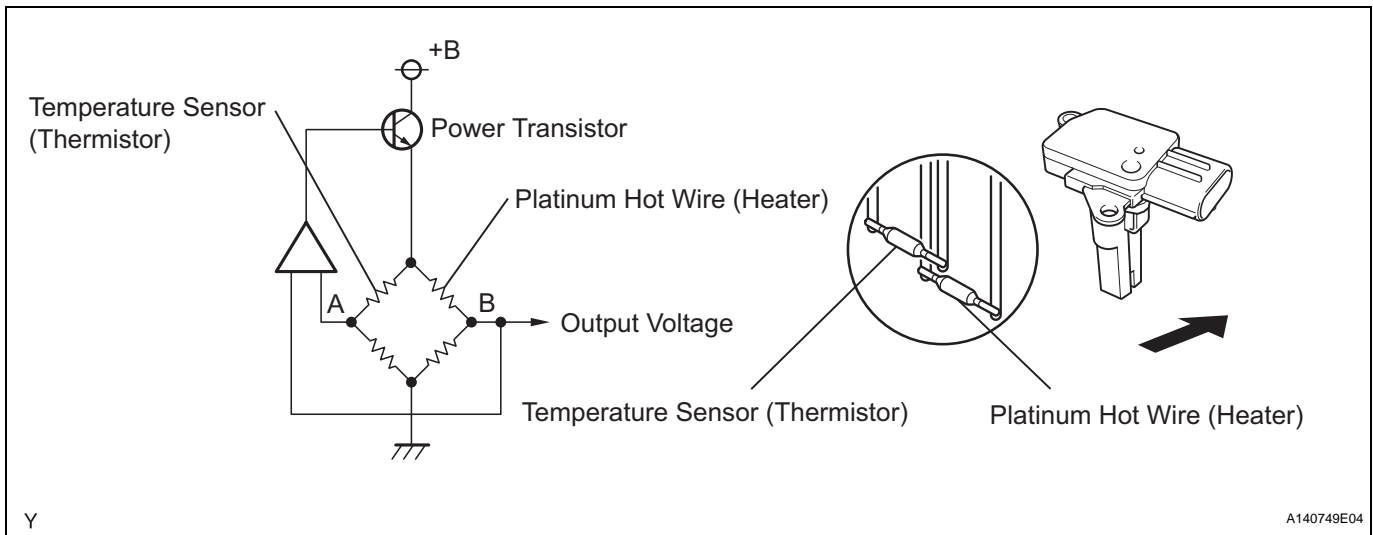 +B
Temperature Sensor
(Thermistor)
Power Transistor
Platinum Hot Wire (Heater)
A
B
Output Voltage
Temperature Sensor (Thermistor)
Platinum Hot Wire (Heater)
Y
A140749E04